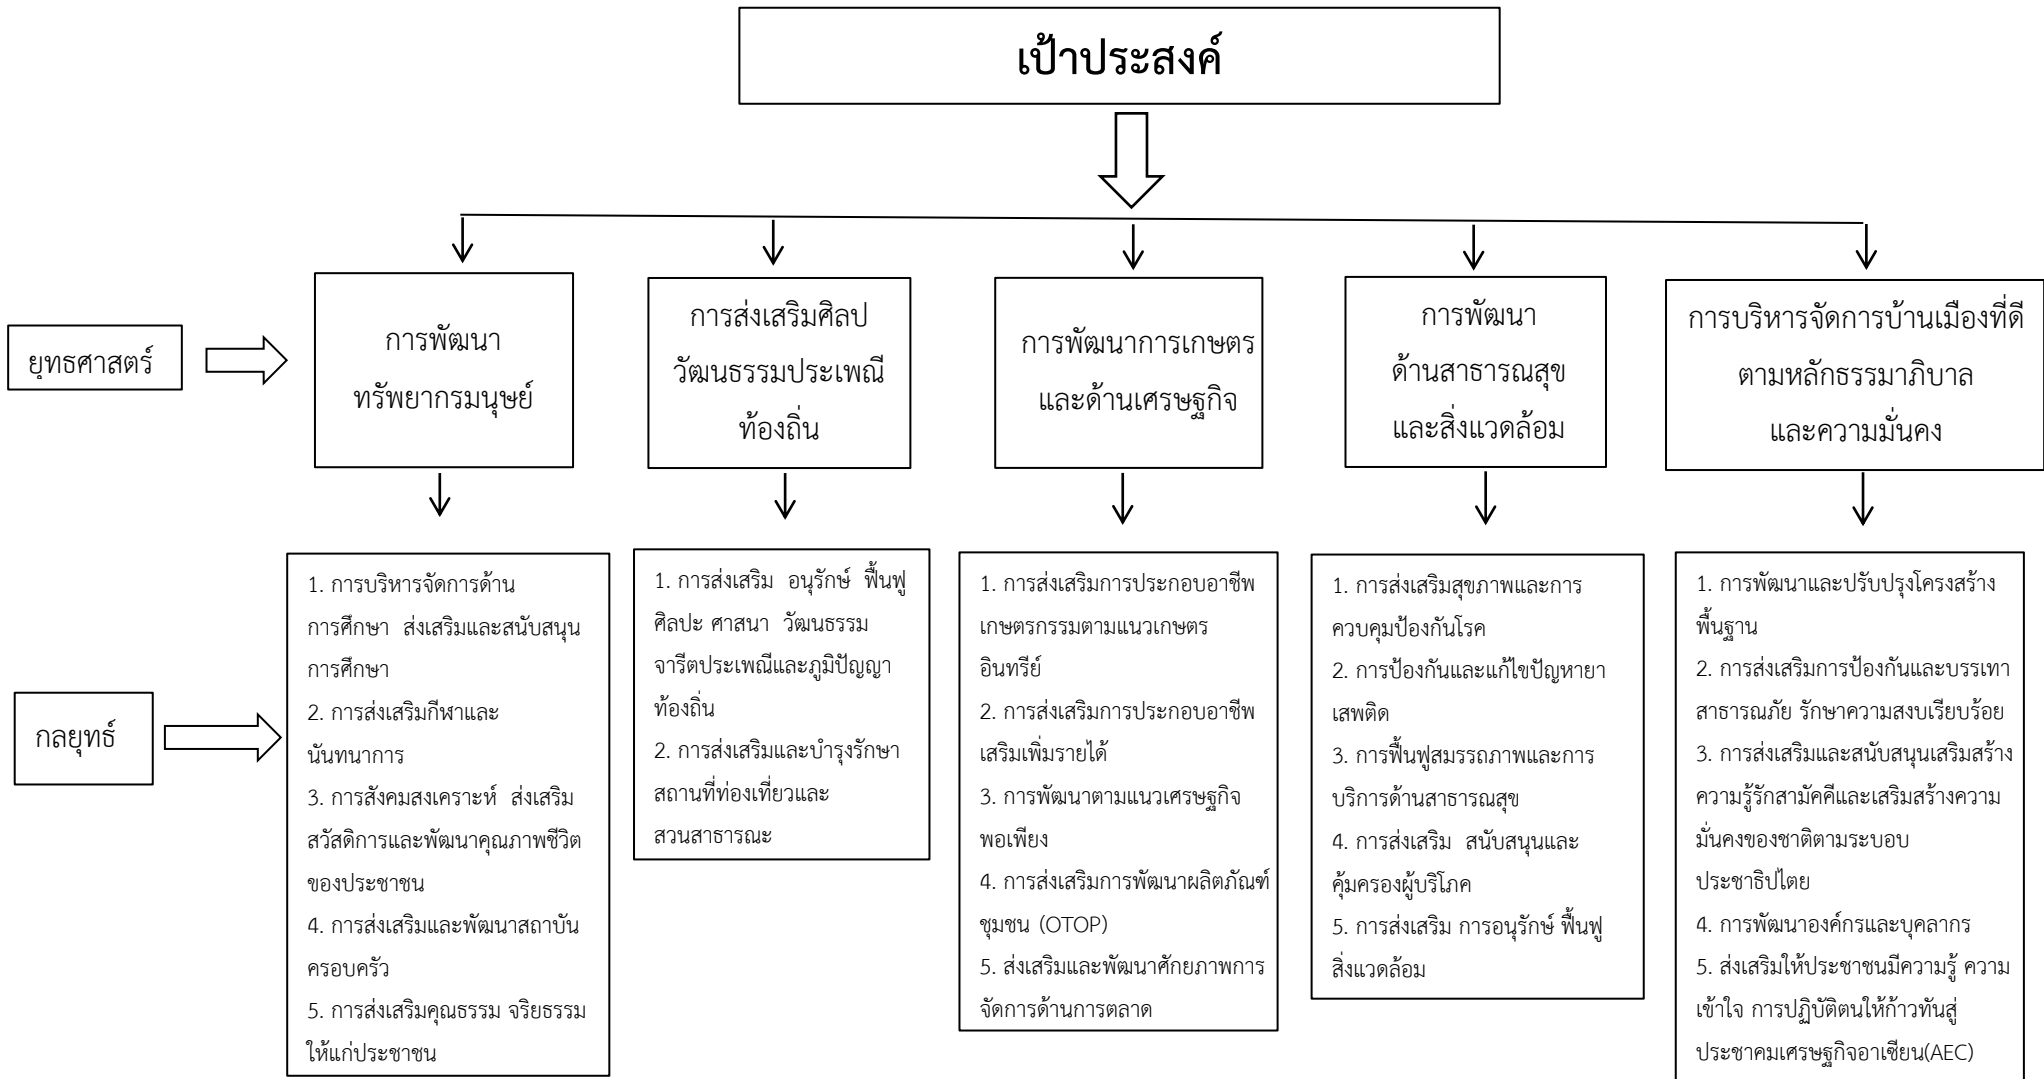 เป้าประสงค์
ยุทธศาสตร์
การพัฒนา
ทรัพยากรมนุษย์
การส่งเสริมศิลป
วัฒนธรรมประเพณี
ท้องถิ่น
การพัฒนาการเกษตร
และด้านเศรษฐกิจ
การพัฒนา
ด้านสาธารณสุข
และสิ่งแวดล้อม
การบริหารจัดการบ้านเมืองที่ดี
ตามหลักธรรมาภิบาล
และความมั่นคง
กลยุทธ์
1. การบริหารจัดการด้าน
การศึกษา ส่งเสริมและสนับสนุน
การศึกษา
2. การส่งเสริมกีฬาและ
นันทนาการ
3. การสังคมสงเคราะห์ ส่งเสริม
สวัสดิการและพัฒนาคุณภาพชีวิต
ของประชาชน
4. การส่งเสริมและพัฒนาสถาบัน
ครอบครัว
5. การส่งเสริมคุณธรรม จริยธรรม
ให้แก่ประชาชน
1. การส่งเสริม อนุรักษ์ ฟื้นฟู
ศิลปะ ศาสนา วัฒนธรรม
จารีตประเพณีและภูมิปัญญา
ท้องถิ่น
2. การส่งเสริมและบำรุงรักษา
สถานที่ท่องเที่ยวและ
สวนสาธารณะ
1. การส่งเสริมการประกอบอาชีพ
เกษตรกรรมตามแนวเกษตร
อินทรีย์
2. การส่งเสริมการประกอบอาชีพ
เสริมเพิ่มรายได้
3. การพัฒนาตามแนวเศรษฐกิจ
พอเพียง
4. การส่งเสริมการพัฒนาผลิตภัณฑ์
ชุมชน (OTOP)
5. ส่งเสริมและพัฒนาศักยภาพการ
จัดการด้านการตลาด
1. การส่งเสริมสุขภาพและการ
ควบคุมป้องกันโรค
2. การป้องกันและแก้ไขปัญหายา
เสพติด
3. การฟื้นฟูสมรรถภาพและการ
บริการด้านสาธารณสุข
4. การส่งเสริม สนับสนุนและ
คุ้มครองผู้บริโภค
5. การส่งเสริม การอนุรักษ์ ฟื้นฟู
สิ่งแวดล้อม
1. การพัฒนาและปรับปรุงโครงสร้าง
พื้นฐาน
2. การส่งเสริมการป้องกันและบรรเทา
สาธารณภัย รักษาความสงบเรียบร้อย
3. การส่งเสริมและสนับสนุนเสริมสร้าง
ความรู้รักสามัคคีและเสริมสร้างความ
มั่นคงของชาติตามระบอบ
ประชาธิปไตย
4. การพัฒนาองค์กรและบุคลากร
5. ส่งเสริมให้ประชาชนมีความรู้ ความ
เข้าใจ การปฏิบัติตนให้ก้าวทันสู่
ประชาคมเศรษฐกิจอาเซียน(AEC)